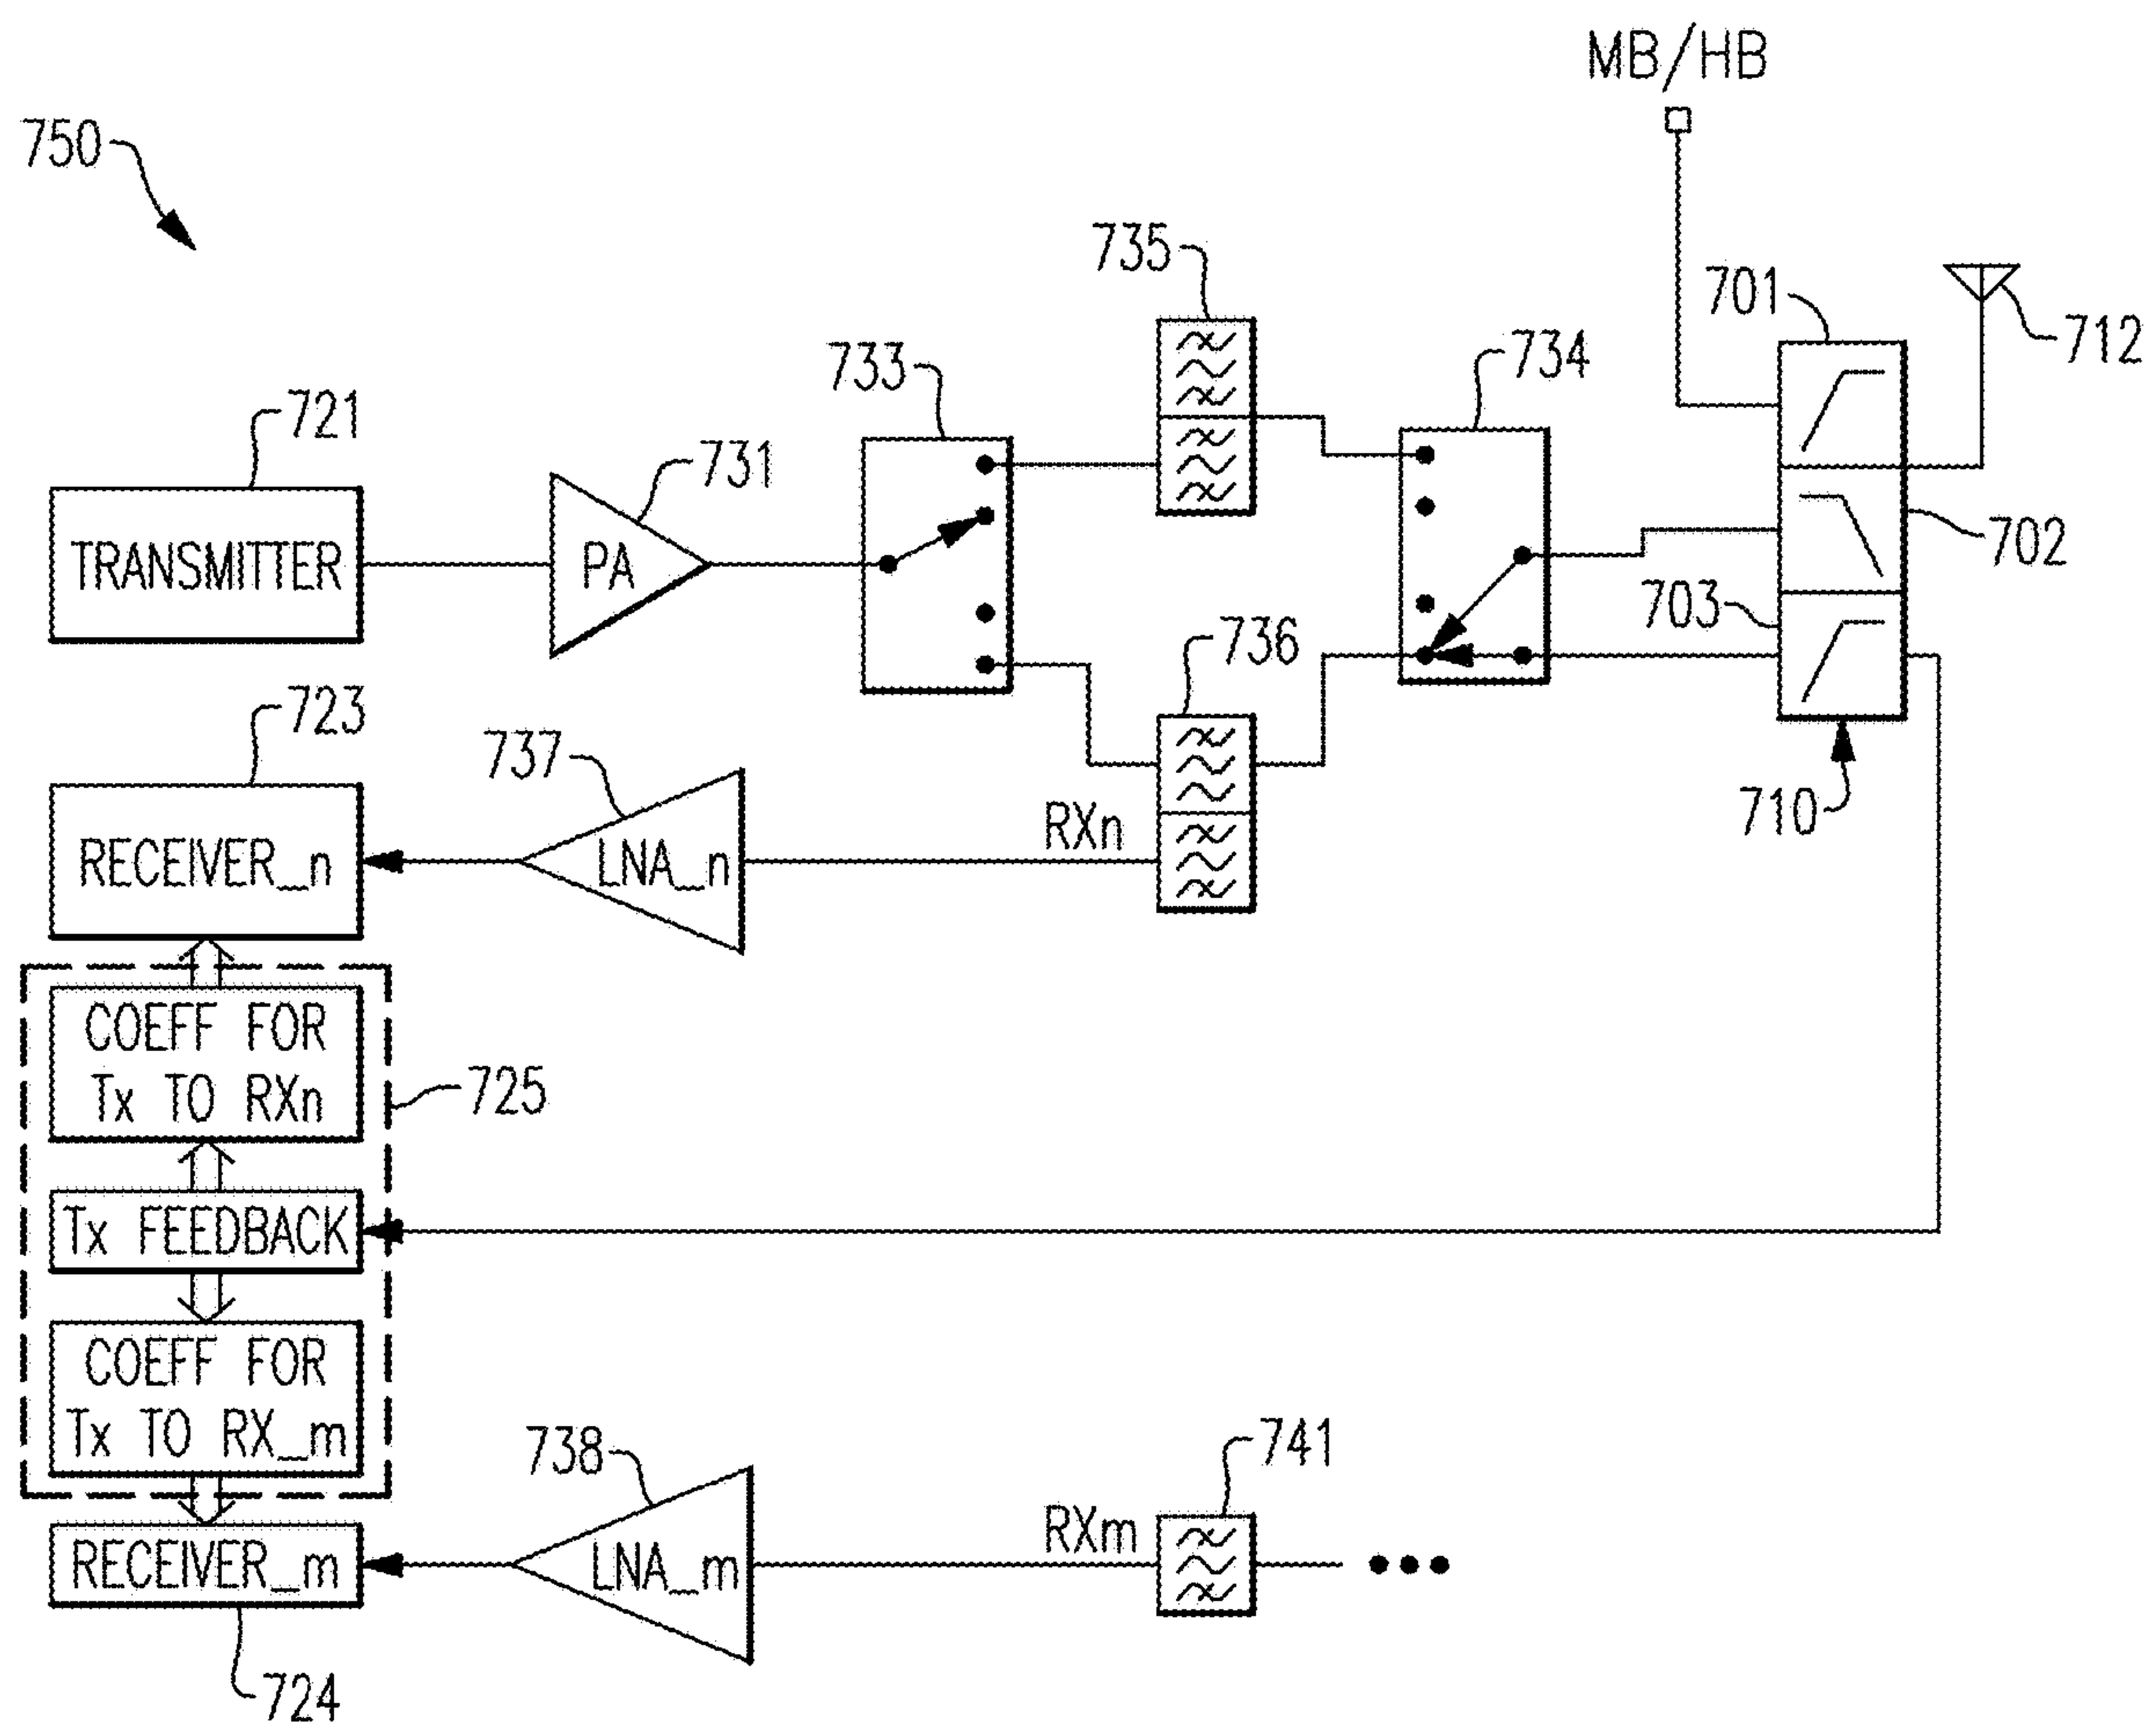 MB/HB
750
735
701
712
734
733
721
731
TRANSMITTER
PA
702
703
736
723
737
710
RXn
RECEIVER_n
LNA_n
COEFF FOR
Tx TO RXn
725
Tx FEEDBACK
COEFF FOR
Tx TO RX_m
738
741
RXm
RECEIVER_m
LNA_m
724